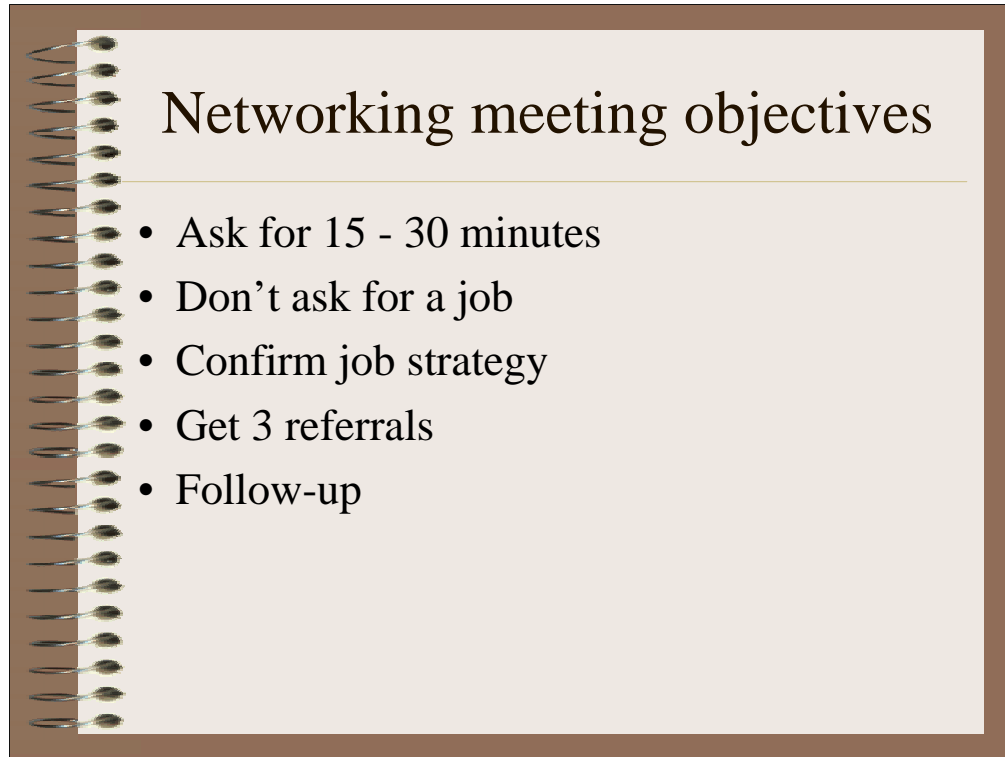 Networking meeting objectives
• Ask for 15 - 30 minutes
• Don’t ask for a job
• Confirm job strategy
• Get 3 referrals
• Follow-up